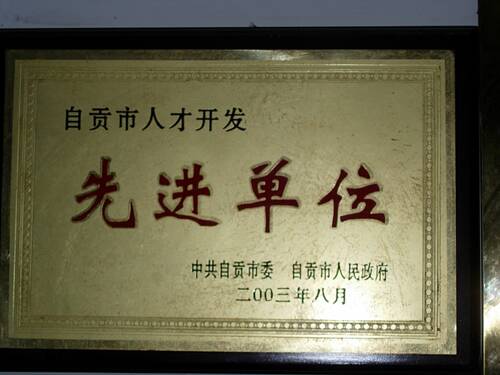 自贡市人才开发
先进单位
中共自贡市委 自贡市人民政府
二00三年八月